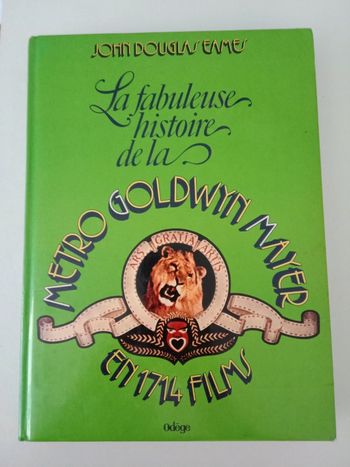 JOHN DOUGLAS EAMES
La fabuleuse
histoire
de la
METRO GOLDWYN MAYER
ARS GRATIA ARTIS
EN 1714 FILMS
Odège